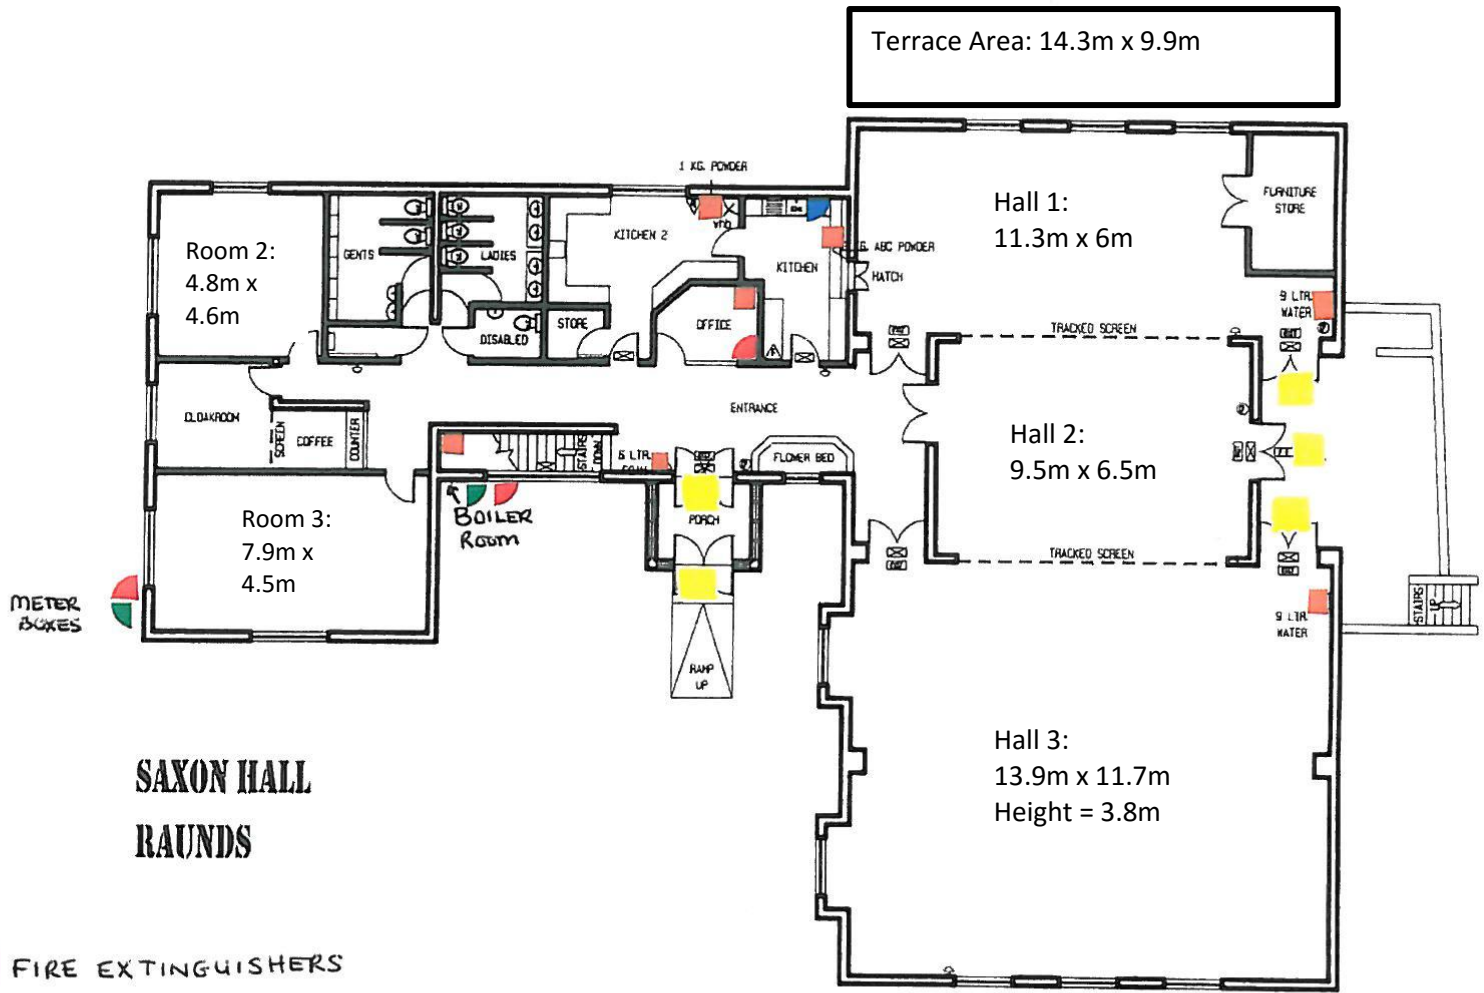 Terrace Area: 14.3m x 9.9m
1 KG. POWDER
Hall 1:
11.3m x 6m
FURNITURE
STORE
Room 2:
4.8m x
4.6m
GENTS
LADIES
KITCHEN 2
KITCHEN
ABC POWDER
HATCH
9 LTR.
WATER
STORE
OFFICE
DISABLED
TRACKED SCREEN
CLOAKROOM
SCREEN
COFFEE
COUNTER
ENTRANCE
Hall 2:
9.5m x 6.5m
STAIRS
DOWN
6 LTR.
FLOWER BED
Room 3:
7.9m x
4.5m
BOILER
ROOM
PORCH
TRACKED SCREEN
METER
BOXES
STAIRS
UP
9 LTR.
WATER
RAMP
UP
Hall 3:
13.9m x 11.7m
Height = 3.8m
SAXON HALL
RAUNDS
FIRE EXTINGUISHERS